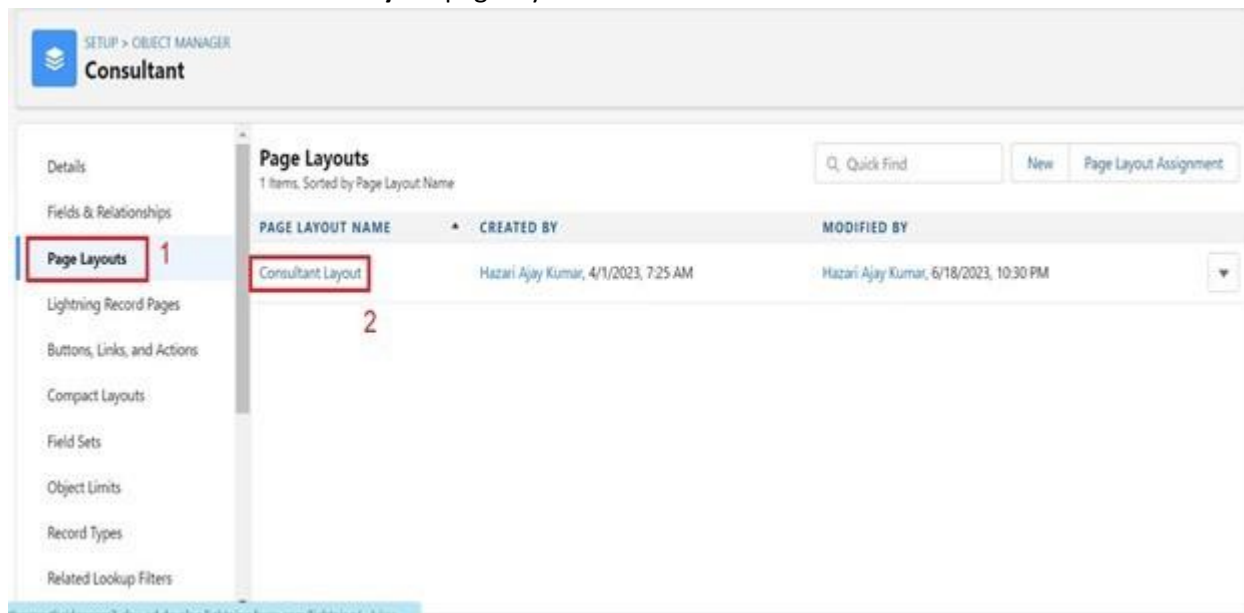 SETUP > OBJECT MANAGER
Consultant
Details
Fields & Relationships
Page Layouts 1
Lightning Record Pages
Buttons, Links, and Actions
Compact Layouts
Field Sets
Object Limits
Record Types
Related Lookup Filters
Page Layouts
1 Items, Sorted by Page Layout Name
Quick Find New Page Layout Assignment
PAGE LAYOUT NAME CREATED BY MODIFIED BY
Consultant Layout Hazari Ajay Kumar, 4/1/2023, 7:25 AM Hazari Ajay Kumar, 6/18/2023, 10:30 PM
2